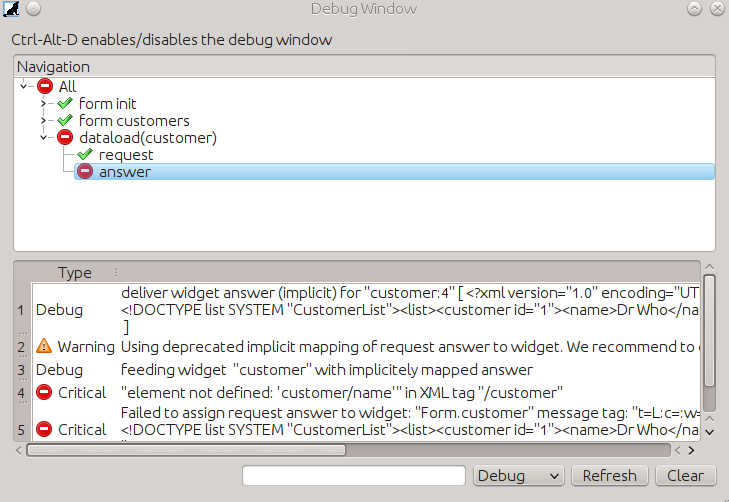 Debug Window
Ctrl-Alt-D enables/disables the debug window
Navigation
All
form init
form customers
dataload(customer)
request
answer
Type
1 Debug deliver widget answer (implicit) for "customer:4" [ <?xml version="1.0" encoding="UT
<!DOCTYPE list SYSTEM "CustomerList"><list><customer id="1"><name>Dr Who</na
]
2 Warning Using deprecated implicit mapping of request answer to widget. We recommend to
3 Debug feeding widget "customer" with implicitely mapped answer
4 Critical "element not defined: 'customer/name'" in XML tag "/customer"
5 Critical Failed to assign request answer to widget: "Form.customer" message tag: "t=L:c=:w=
<!DOCTYPE list SYSTEM "CustomerList"><list><customer id="1"><name>Dr Who</na
Debug Refresh Clear